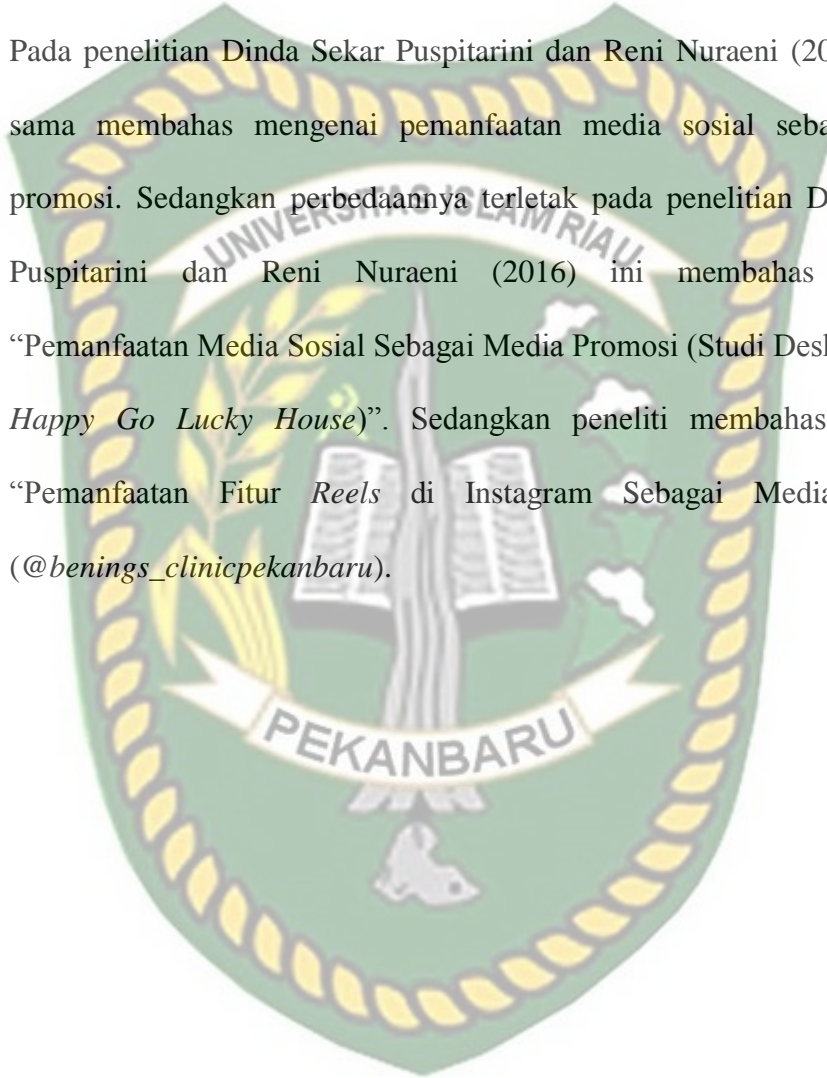 Pada penelitian Dinda Sekar Puspitarini dan Reni Nuraeni (20
sama membahas mengenai pemanfaatan media sosial seba
promosi. Sedangkan perbedaannya terletak pada penelitian D
Puspitarini dan Reni Nuraeni (2016) ini membahas
“Pemanfaatan Media Sosial Sebagai Media Promosi (Studi Desk
Happy Go Lucky House)”. Sedangkan peneliti membahas
“Pemanfaatan Fitur Reels di Instagram Sebagai Media
(@benings_clinicpekanbaru).
UNIVERSITAS ISLAM RIAU
PEKANBARU